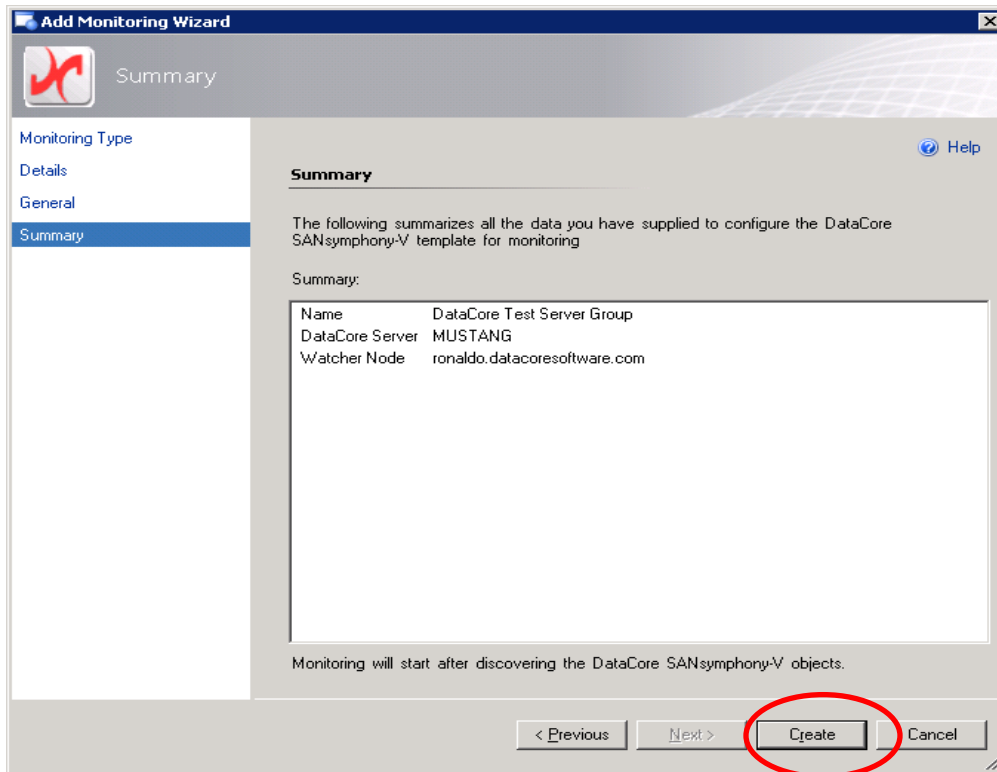 Add Monitoring Wizard
Summary
Monitoring Type
Details
General
Summary
Help
Summary
The following summarizes all the data you have supplied to configure the DataCore
SANsymphony-V template for monitoring
Summary:
Name DataCore Test Server Group
DataCore Server MUSTANG
Watcher Node ronaldo.datacoresoftware.com
Monitoring will start after discovering the DataCore SANsymphony-V objects.
< Previous Next > Create Cancel